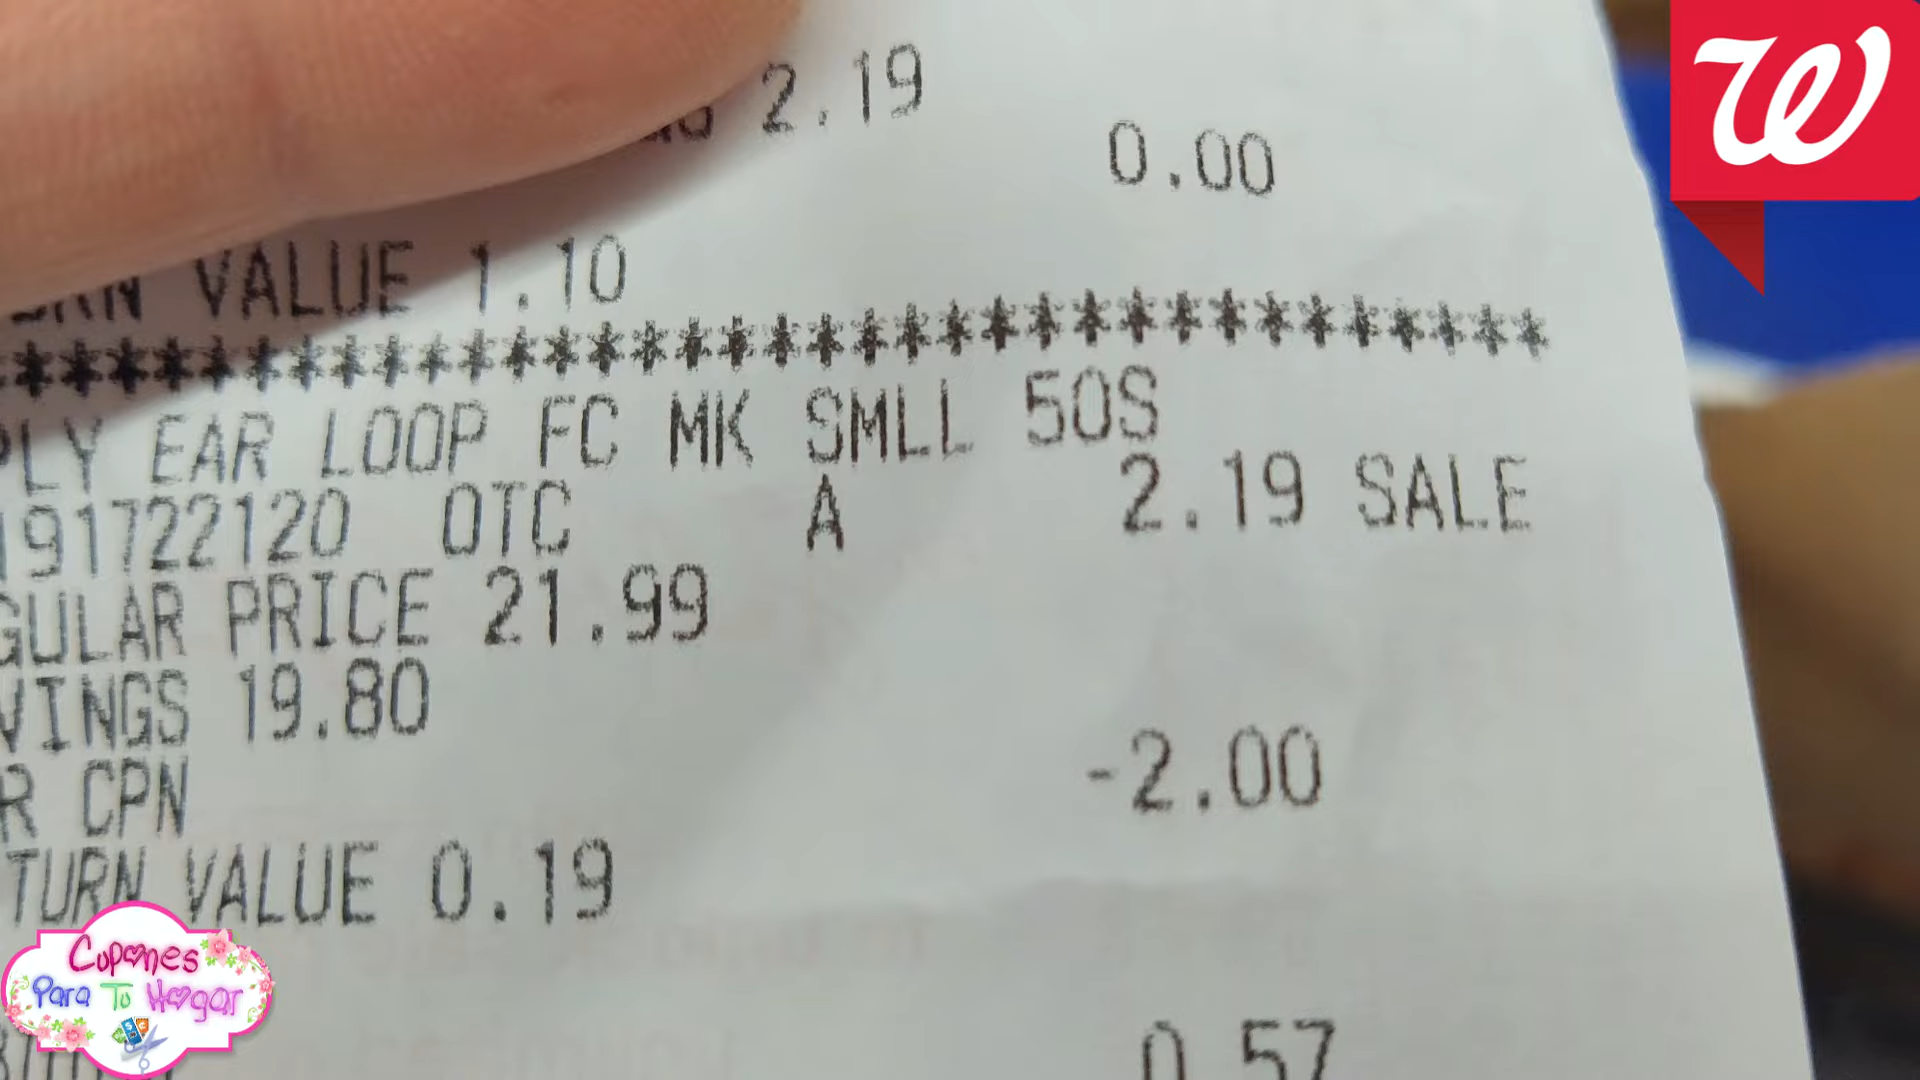 2.19
0.00
VALUE 1.10
********************************
PLY EAR LOOP FC MK SMLL 50S
191722120 OTC A 2.19 SALE
GULAR PRICE 21.99
VINGS 19.80
R CPN -2.00
TURN VALUE 0.19
0.57
W
Cupones
Para Tu Hogar